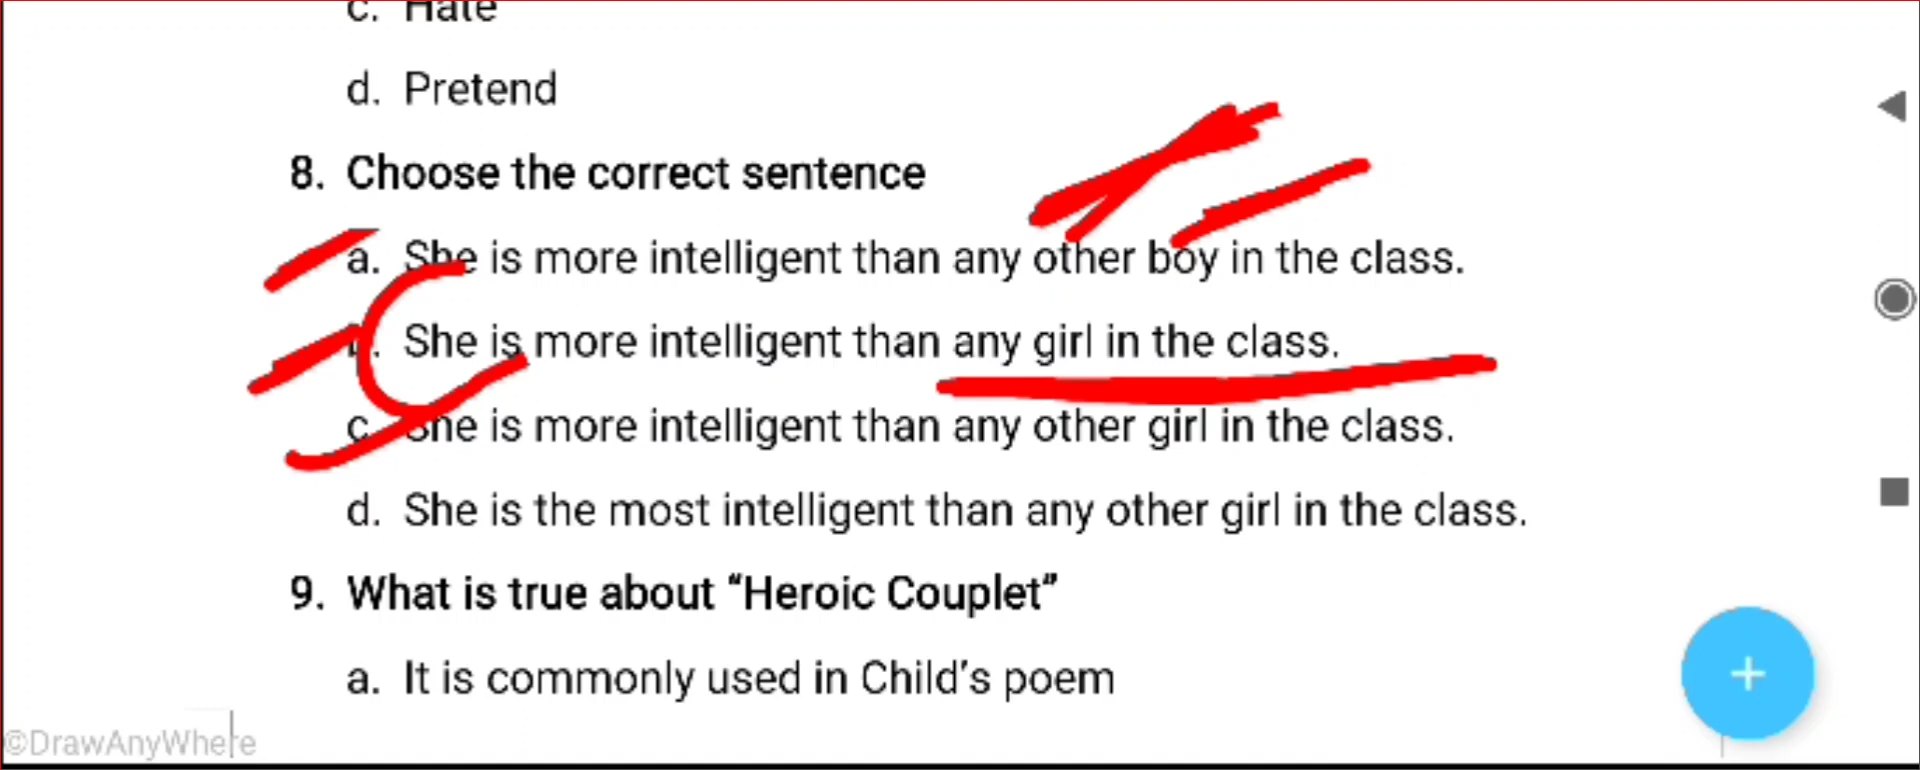 c. Hate
d. Pretend
8. Choose the correct sentence
a. She is more intelligent than any other boy in the class.
b. She is more intelligent than any girl in the class.
c. She is more intelligent than any other girl in the class.
d. She is the most intelligent than any other girl in the class.
9. What is true about “Heroic Couplet”
a. It is commonly used in Child's poem
©DrawAnyWhere